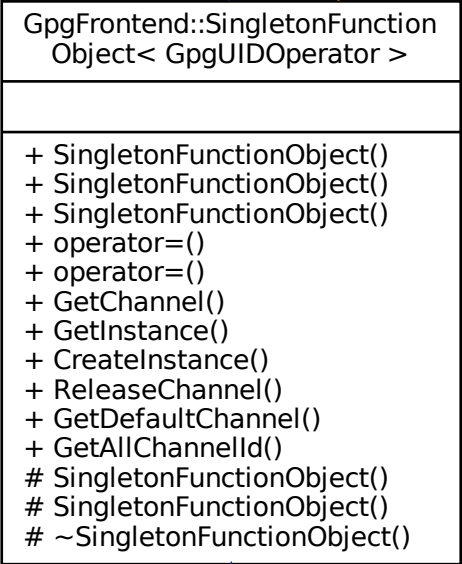 GpgFrontend::SingletonFunction
Object< GpgUIDOperator >
+ SingletonFunctionObject()
+ SingletonFunctionObject()
+ SingletonFunctionObject()
+ operator=()
+ operator=()
+ GetChannel()
+ GetInstance()
+ CreateInstance()
+ ReleaseChannel()
+ GetDefaultChannel()
+ GetAllChannelId()
# SingletonFunctionObject()
# SingletonFunctionObject()
# ~SingletonFunctionObject()